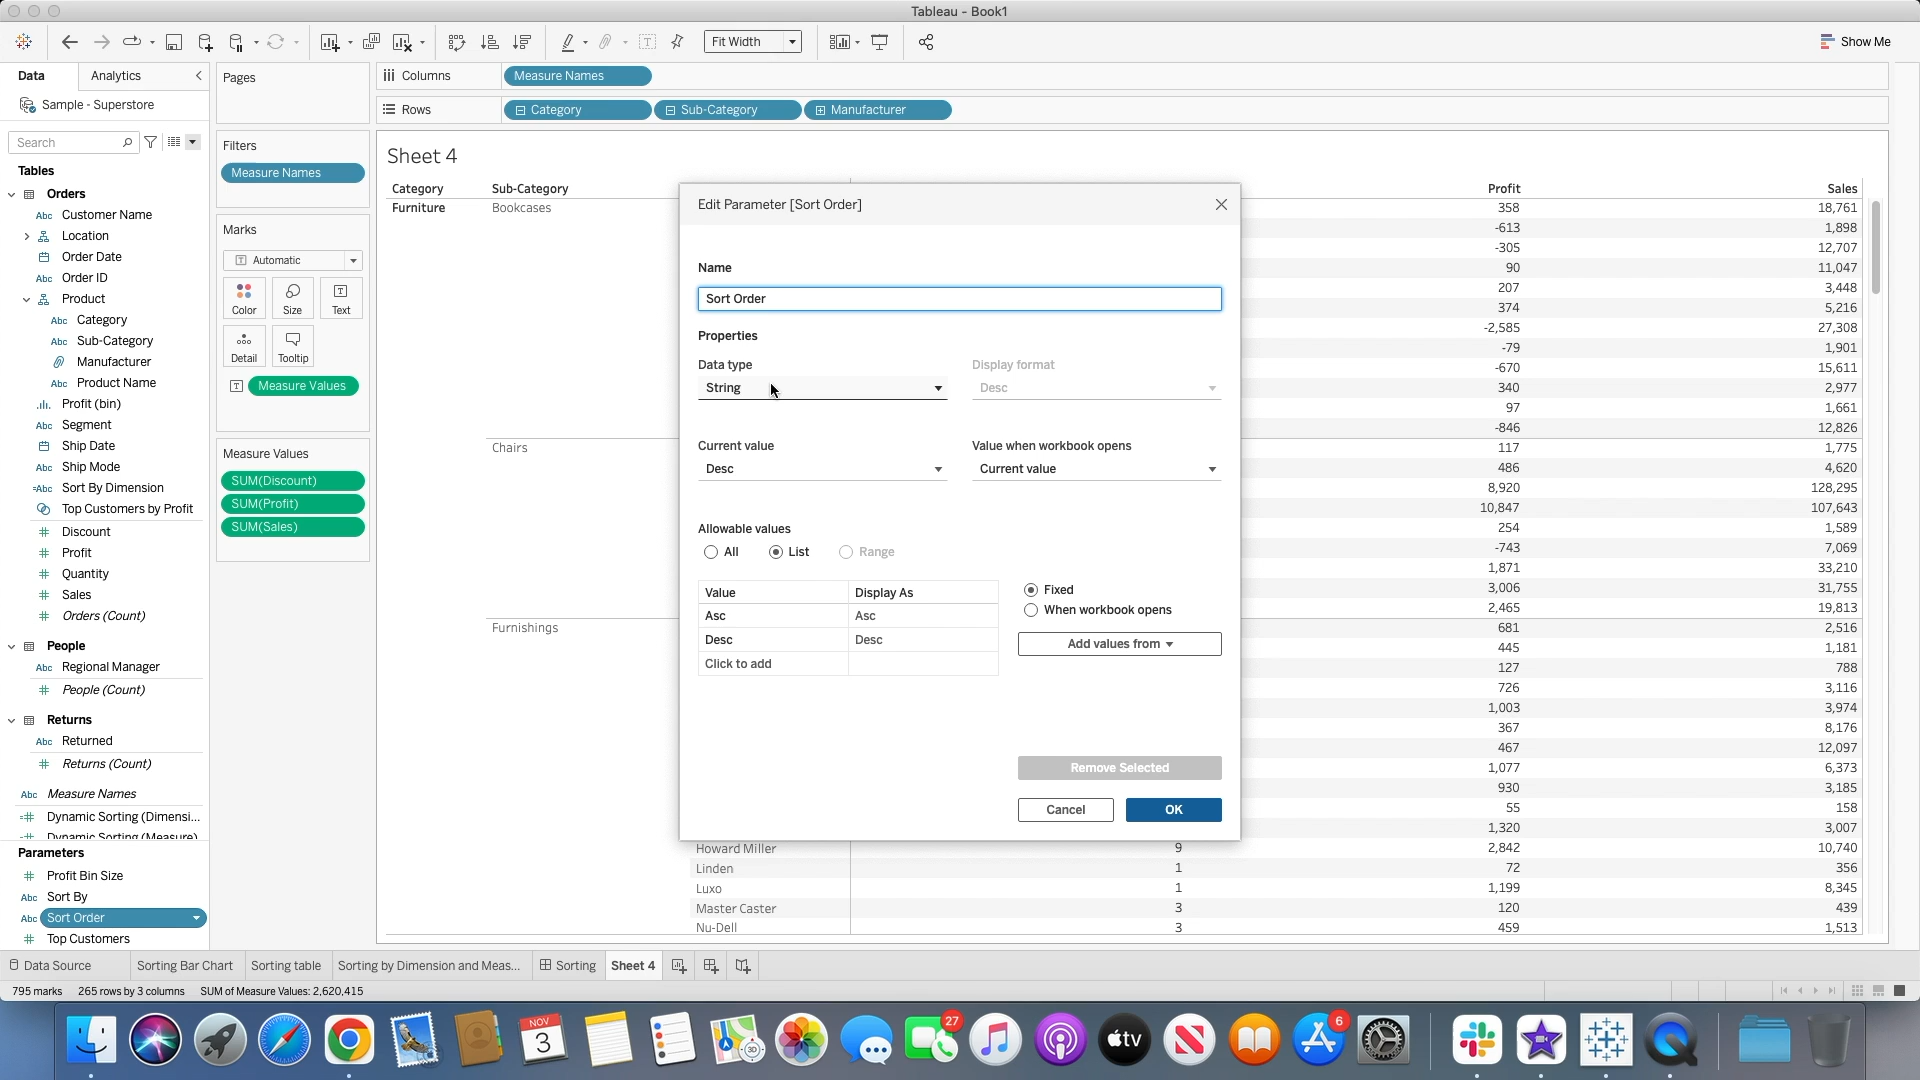 Tableau - Book1
Fit Width
Show Me
Data
Analytics
Sample - Superstore
Search
Tables
Orders
Abc Customer Name
Location
Order Date
Abc Order ID
Product
Abc Category
Abc Sub-Category
Manufacturer
Abc Product Name
Profit (bin)
Abc Segment
Ship Date
Abc Ship Mode
=Abc Sort By Dimension
Top Customers by Profit
# Discount
# Profit
# Quantity
# Sales
# Orders (Count)
People
Abc Regional Manager
# People (Count)
Returns
Abc Returned
# Returns (Count)
Abc Measure Names
=# Dynamic Sorting (Dimensi...
=# Dynamic Sorting (Measure)
Parameters
# Profit Bin Size
Abc Sort By
Abc Sort Order
# Top Customers
Pages
Filters
Measure Names
Marks
Automatic
Color
Size
Text
Detail
Tooltip
Measure Values
Measure Values
SUM(Discount)
SUM(Profit)
SUM(Sales)
Columns
Measure Names
Rows
Category
Sub-Category
Manufacturer
Sheet 4
Category
Sub-Category
Profit
Sales
Furniture
Bookcases
358 18,761
-613 1,898
-305 12,707
90 11,047
207 3,448
374 5,216
-2,585 27,308
-79 1,901
-670 15,611
340 2,977
97 1,661
-846 12,826
Chairs
117 1,775
486 4,620
8,920 128,295
10,847 107,643
254 1,589
-743 7,069
1,871 33,210
3,006 31,755
2,465 19,813
Furnishings
681 2,516
445 1,181
127 788
726 3,116
1,003 3,974
367 8,176
467 12,097
1,077 6,373
930 3,185
55 158
1,320 3,007
Howard Miller 9 2,842 10,740
Linden 1 72 356
Luxo 1 1,199 8,345
Master Caster 3 120 439
Nu-Dell 3 459 1,513
Edit Parameter [Sort Order]
Name
Sort Order
Properties
Data type
String
Display format
Desc
Current value
Desc
Value when workbook opens
Current value
Allowable values
All
List
Range
Value
Display As
Asc Asc
Desc Desc
Click to add
Fixed
When workbook opens
Add values from
Remove Selected
Cancel
OK
Data Source
Sorting Bar Chart
Sorting table
Sorting by Dimension and Meas...
Sorting
Sheet 4
795 marks
265 rows by 3 columns
SUM of Measure Values: 2,620,415
NOV
3
27
tv
6